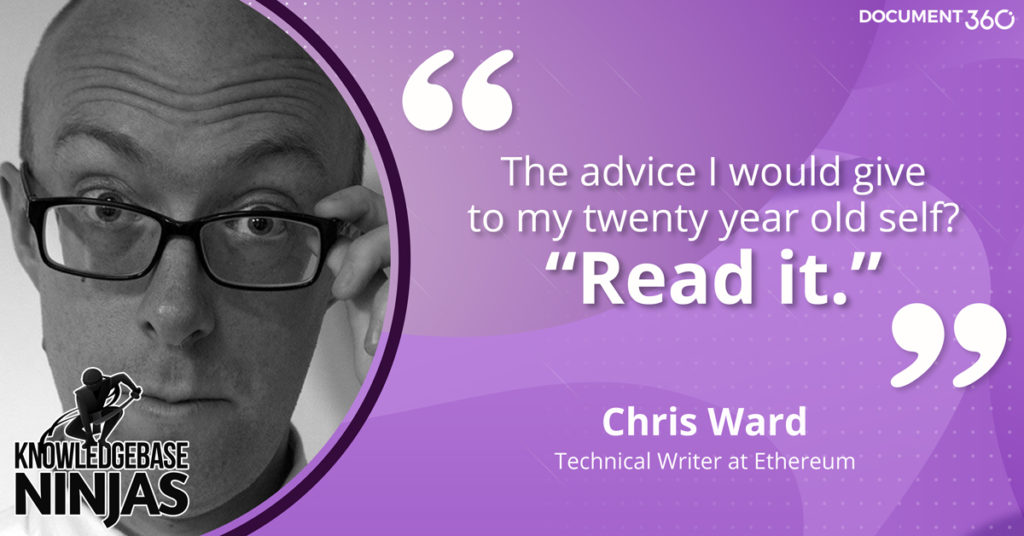 DOCUMENT360
“
The advice I would give
to my twenty year old self?
“Read it.”
”
Chris Ward
Technical Writer at Ethereum
KNOWLEDGEBASE
NINJAS